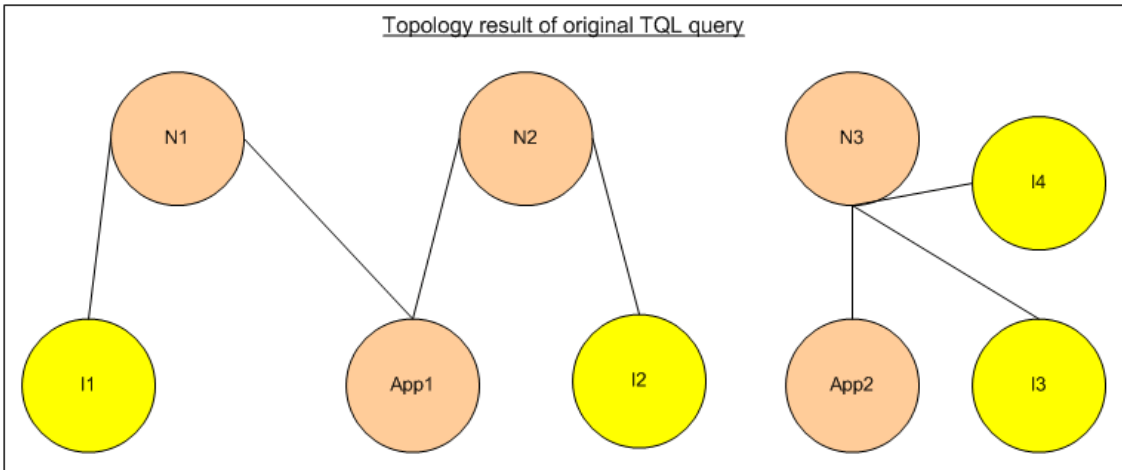 Topology result of original TQL query
N1
N2
N3
I4
I1
App1
I2
App2
I3